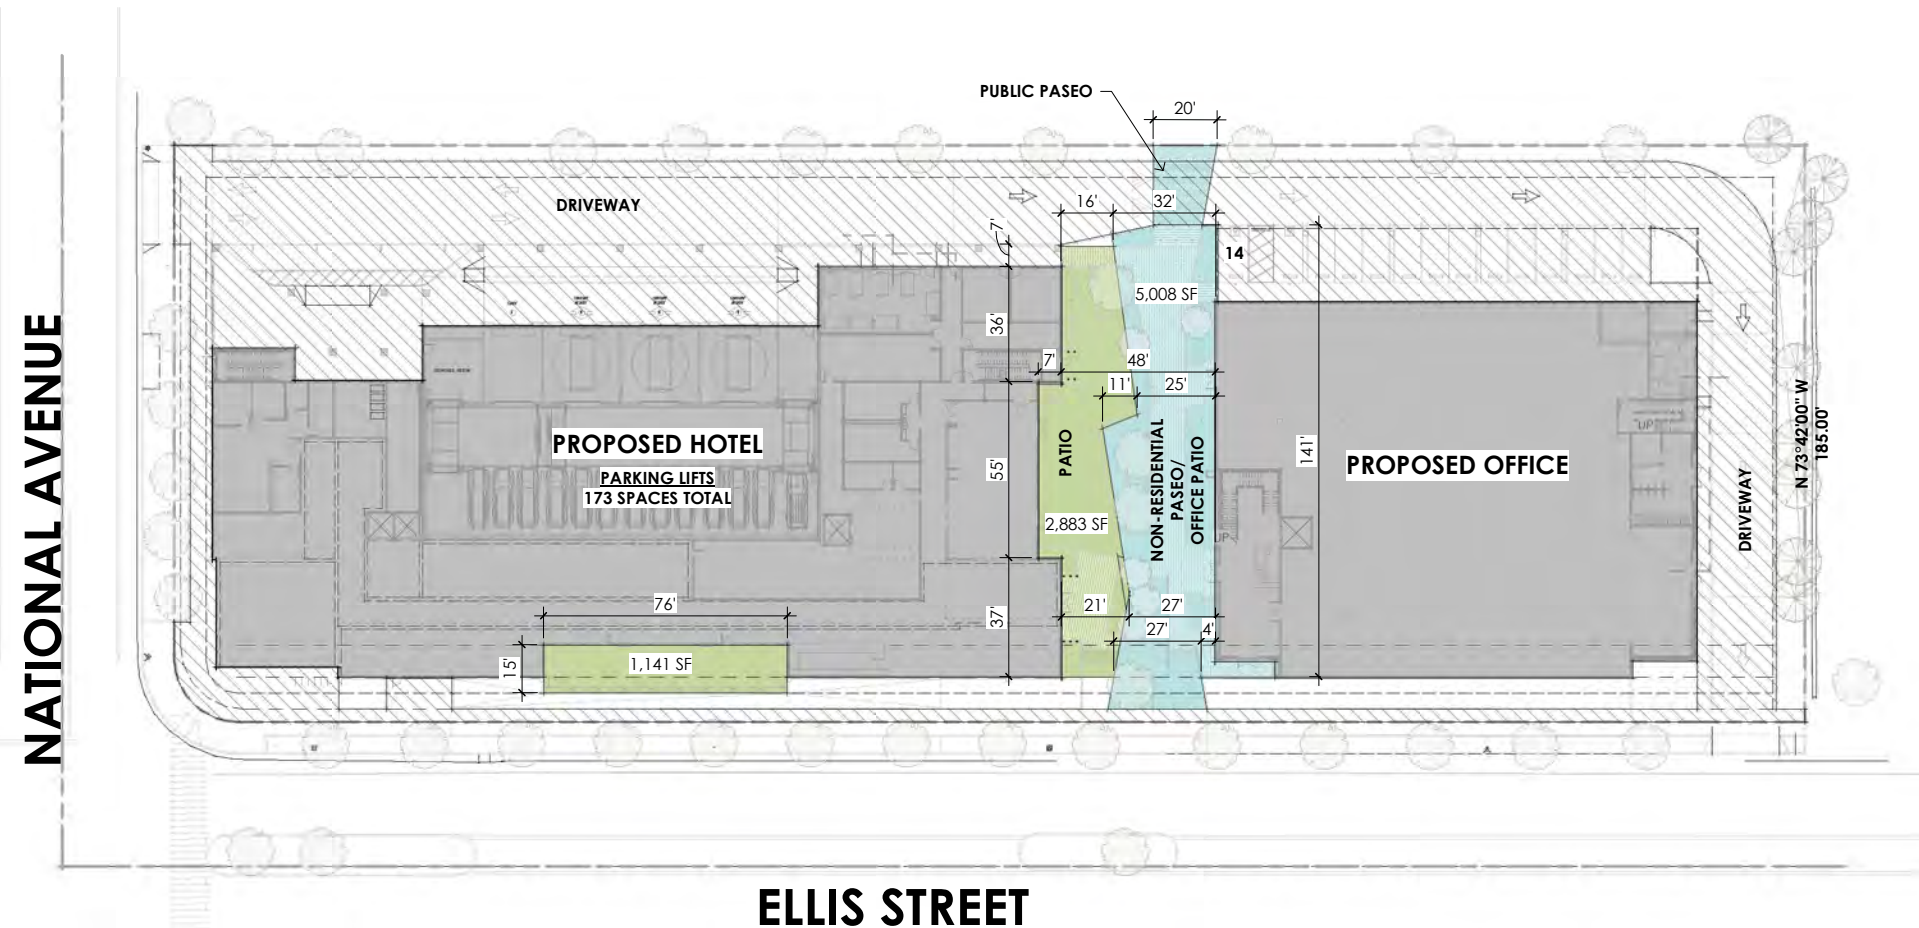 PUBLIC PASEO
20'
DRIVEWAY
16'
32'
7'
14
5,008 SF
36'
7'
48'
11'
25'
NATIONAL AVENUE
PROPOSED HOTEL
PARKING LIFTS
173 SPACES TOTAL
55'
PATIO
2,883 SF
NON-RESIDENTIAL
PASEO/
OFFICE PATIO
141'
PROPOSED OFFICE
UP
UP
DRIVEWAY
N 73°42'00" W
185.00'
76'
15'
1,141 SF
37'
21'
27'
27'
4'
ELLIS STREET